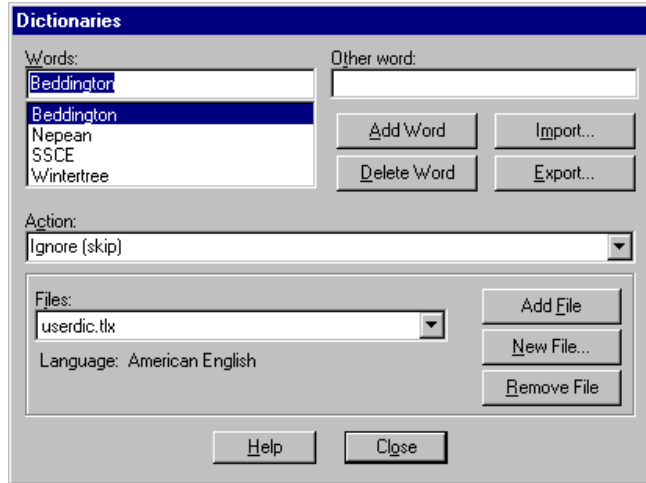 Dictionaries
Words:
Other word:
Beddington
Beddington
Nepean
SSCE
Wintertree
Add Word
Import...
Delete Word
Export...
Action:
Ignore (skip)
Files:
userdic.tlx
Language: American English
Add File
New File...
Remove File
Help
Close